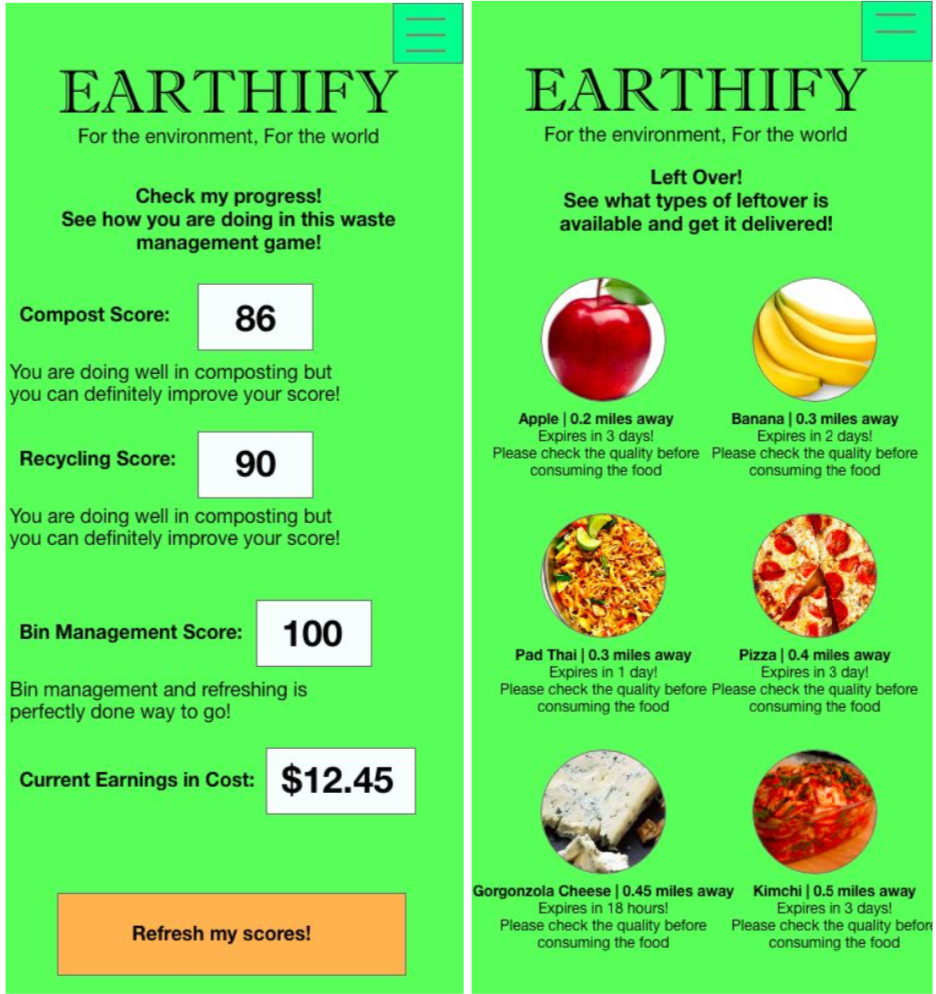 EARTHIFY
For the environment, For the world
Check my progress!
See how you are doing in this waste
management game!
Compost Score:
86
You are doing well in composting but
you can definitely improve your score!
Recycling Score:
90
You are doing well in composting but
you can definitely improve your score!
Bin Management Score:
100
Bin management and refreshing is
perfectly done way to go!
Current Earnings in Cost:
$12.45
Refresh my scores!
EARTHIFY
For the environment, For the world
Left Over!
See what types of leftover is
available and get it delivered!
Apple | 0.2 miles away
Expires in 3 days!
Please check the quality before
consuming the food
Banana | 0.3 miles away
Expires in 2 days!
Please check the quality before
consuming the food
Pad Thai | 0.3 miles away
Expires in 1 day!
Please check the quality before
consuming the food
Pizza | 0.4 miles away
Expires in 3 day!
Please check the quality before
consuming the food
Gorgonzola Cheese | 0.45 miles away
Expires in 18 hours!
Please check the quality before
consuming the food
Kimchi | 0.5 miles away
Expires in 3 days!
Please check the quality before
consuming the food